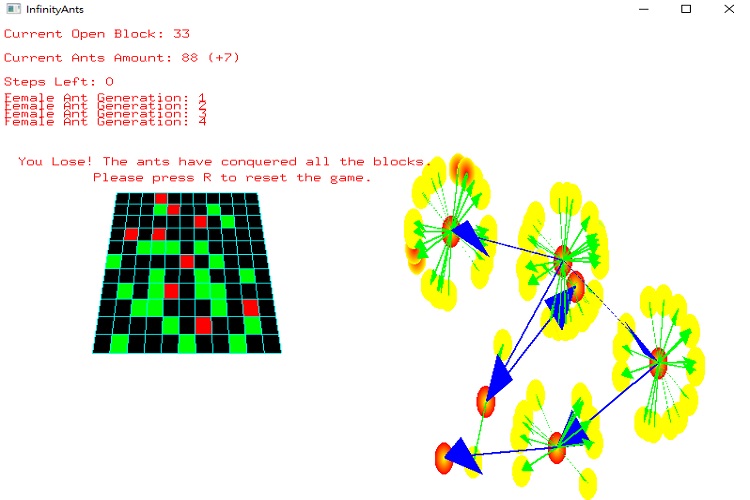 InfinityAnts
Current Open Block: 33
Current Ants Amount: 88 (+7)
Steps Left: 0
Female Ant Generation: 1
Female Ant Generation: 2
Female Ant Generation: 3
Female Ant Generation: 4
You Lose! The ants have conquered all the blocks.
Please press R to reset the game.